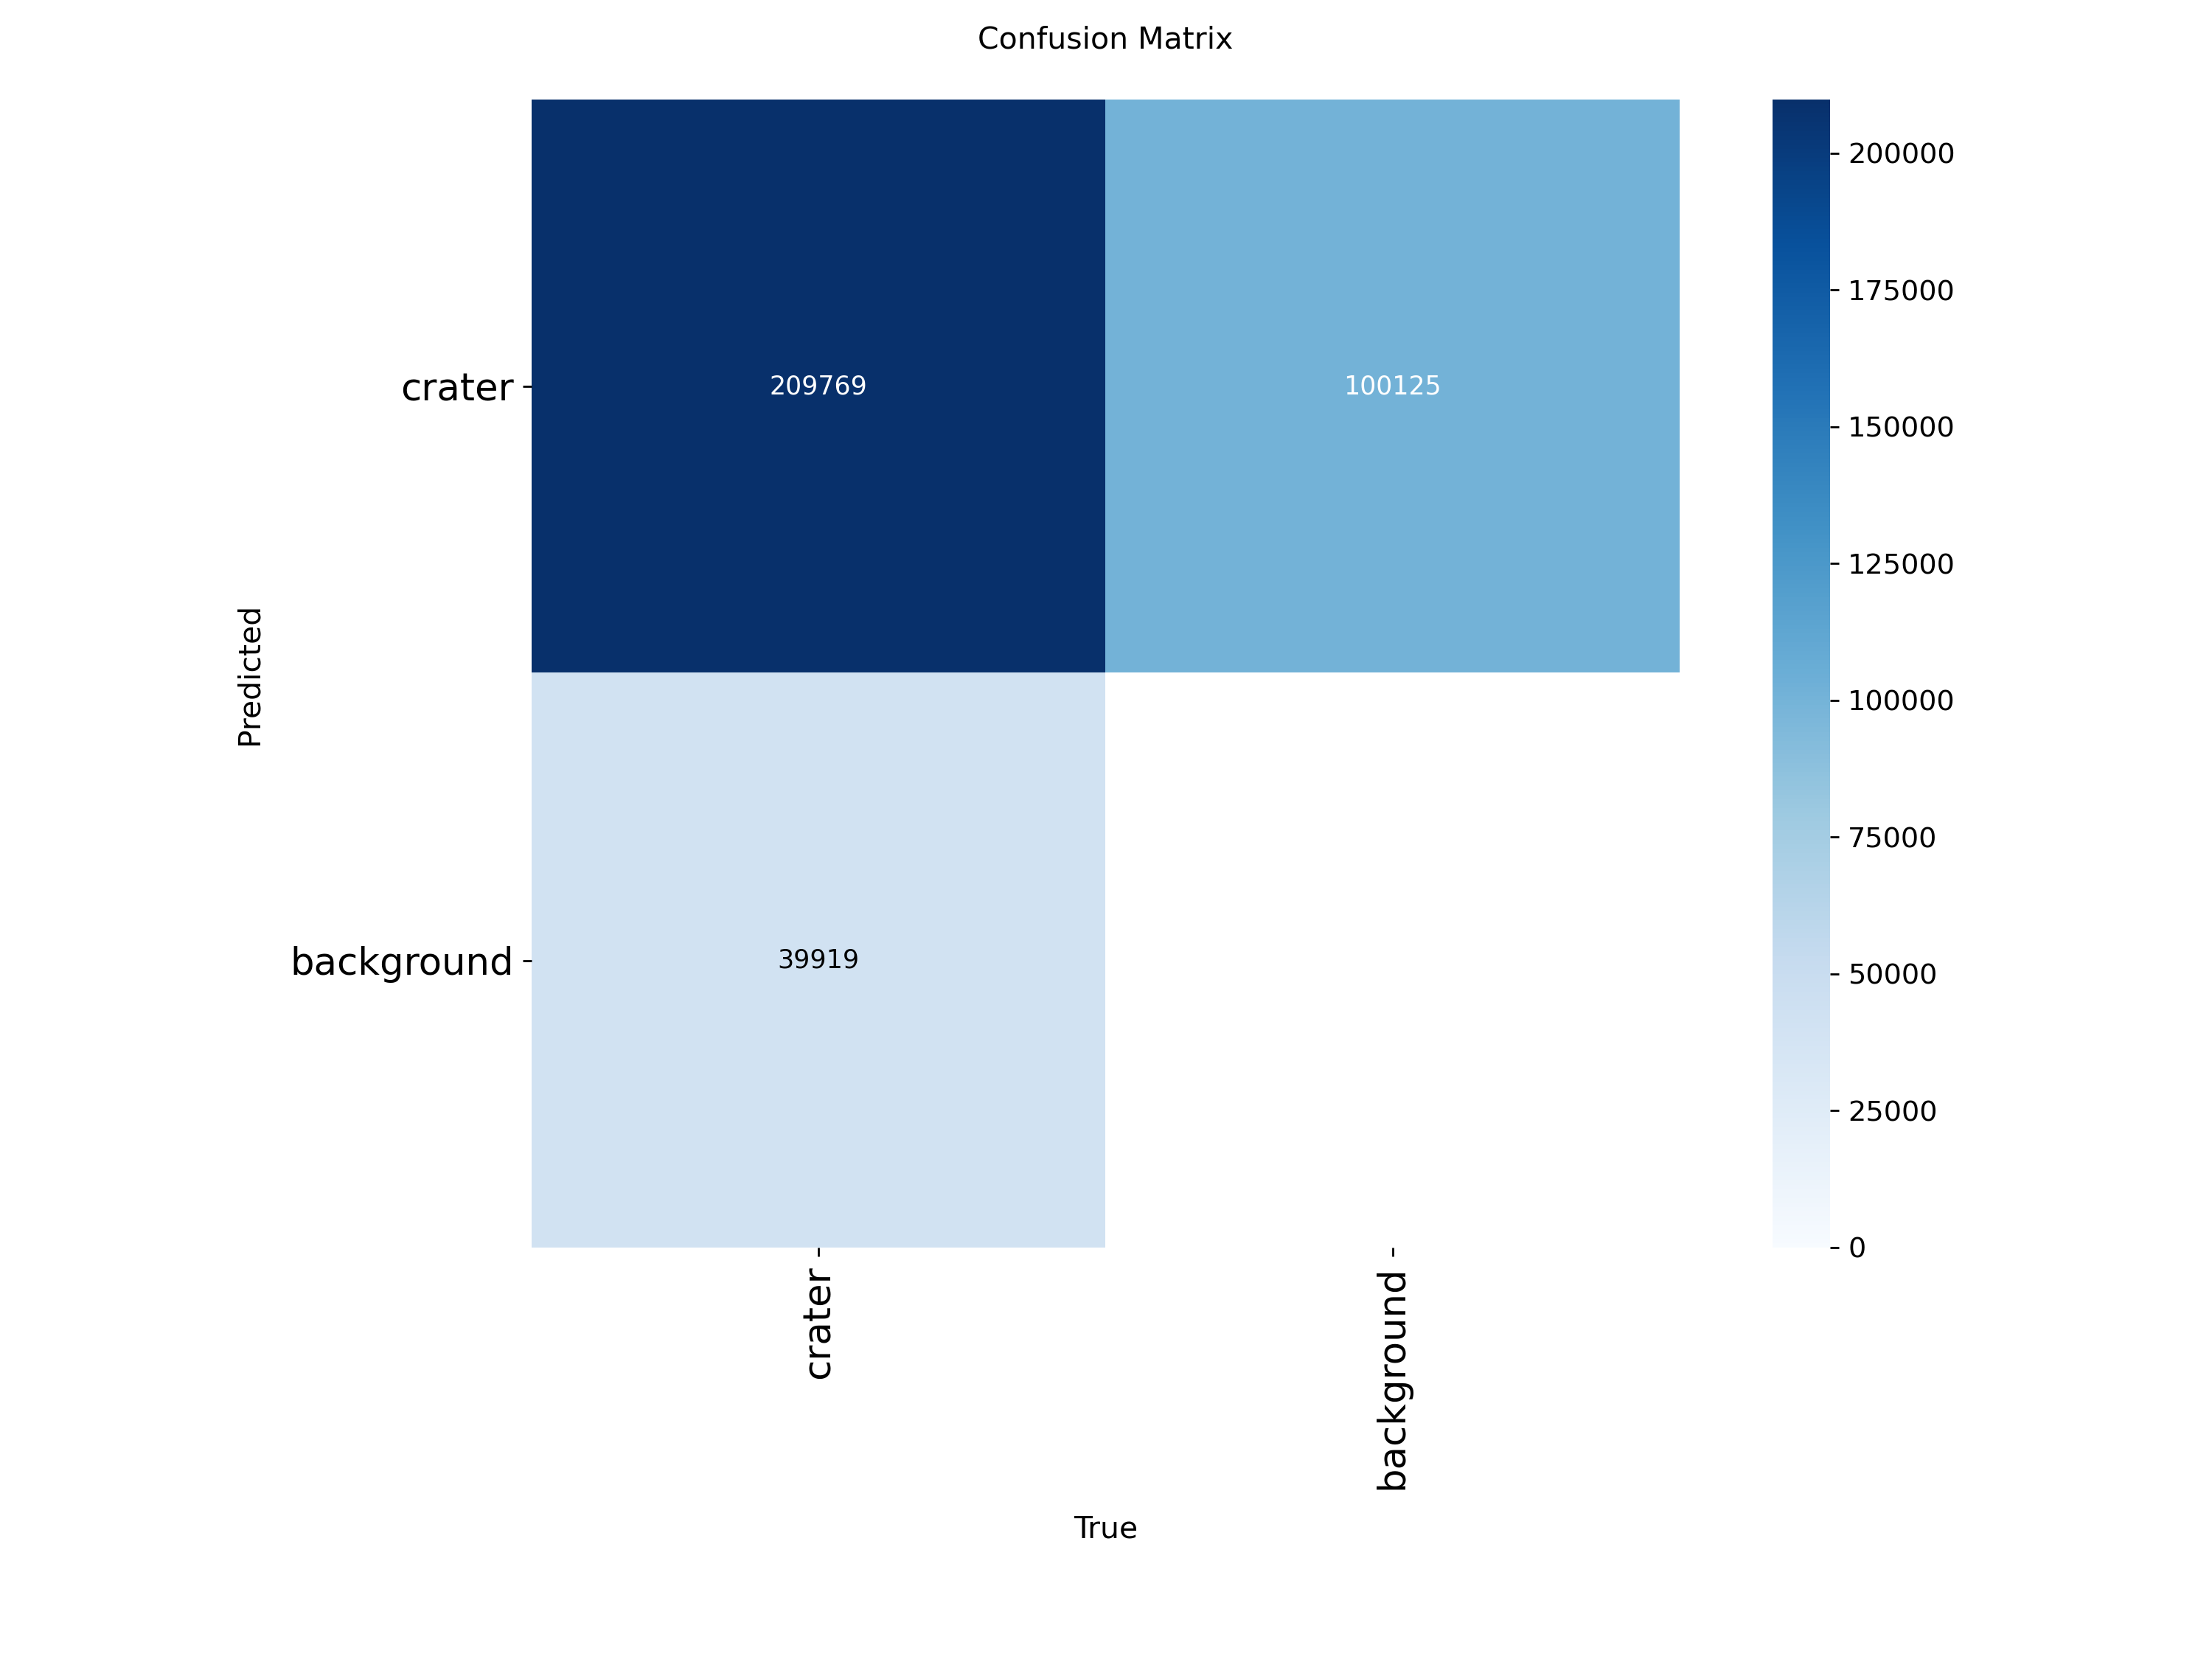 Confusion Matrix
Predicted
crater
209769
100125
background
39919
crater
background
True
200000
175000
150000
125000
100000
75000
50000
25000
0